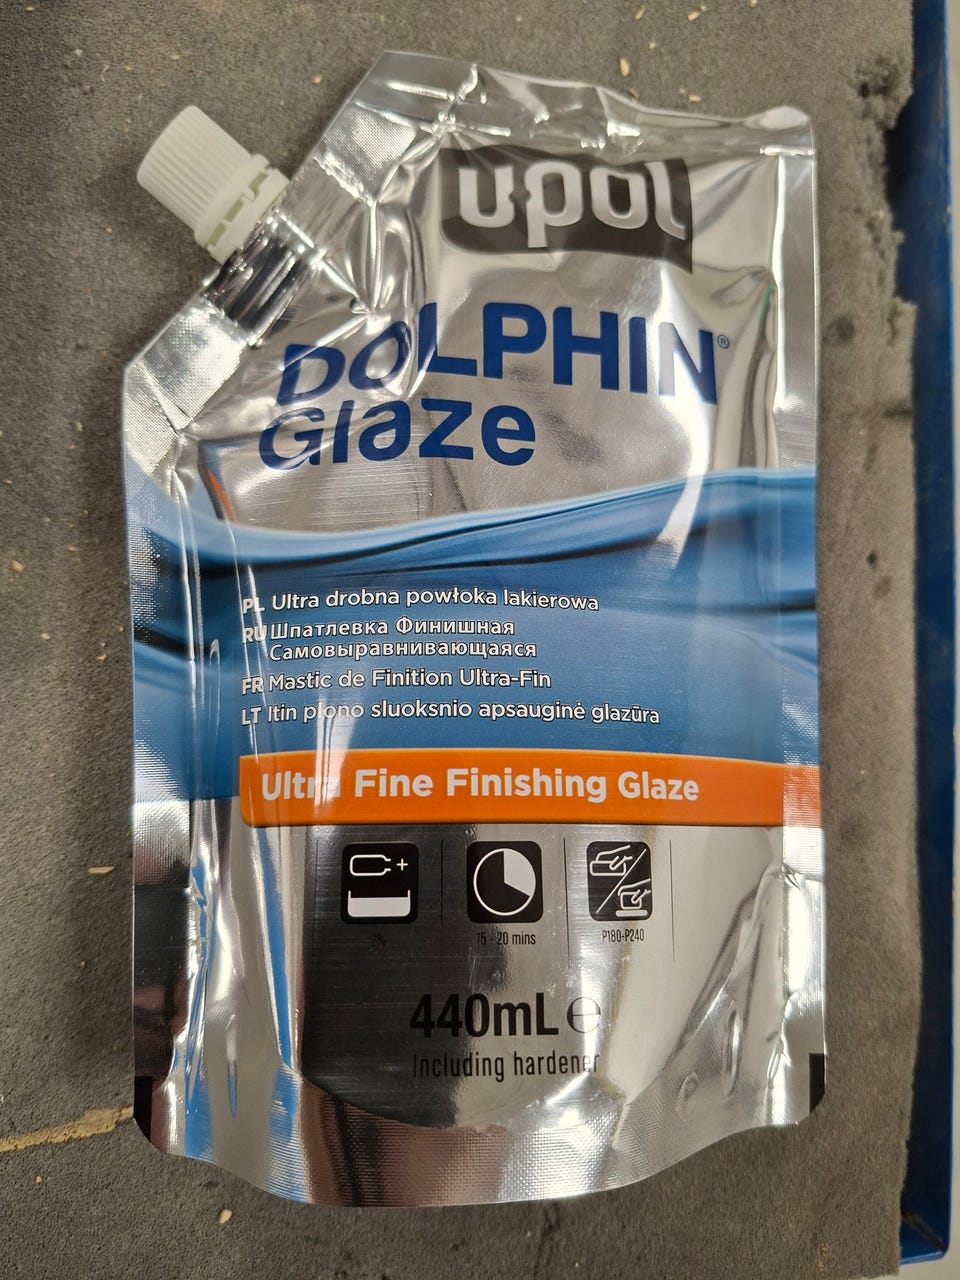 upol
DOLPHIN®
Glaze
PL Ultra drobna powłoka lakierowa
RU Шпатлевка Финишная
Самовыравнивающаяся
FR Mastic de Finition Ultra-Fin
LT Itin plono sluoksnio apsauginė glazūra
Ultra Fine Finishing Glaze
2% 15 - 20 mins P180-P240
440mL ℮
Including hardener